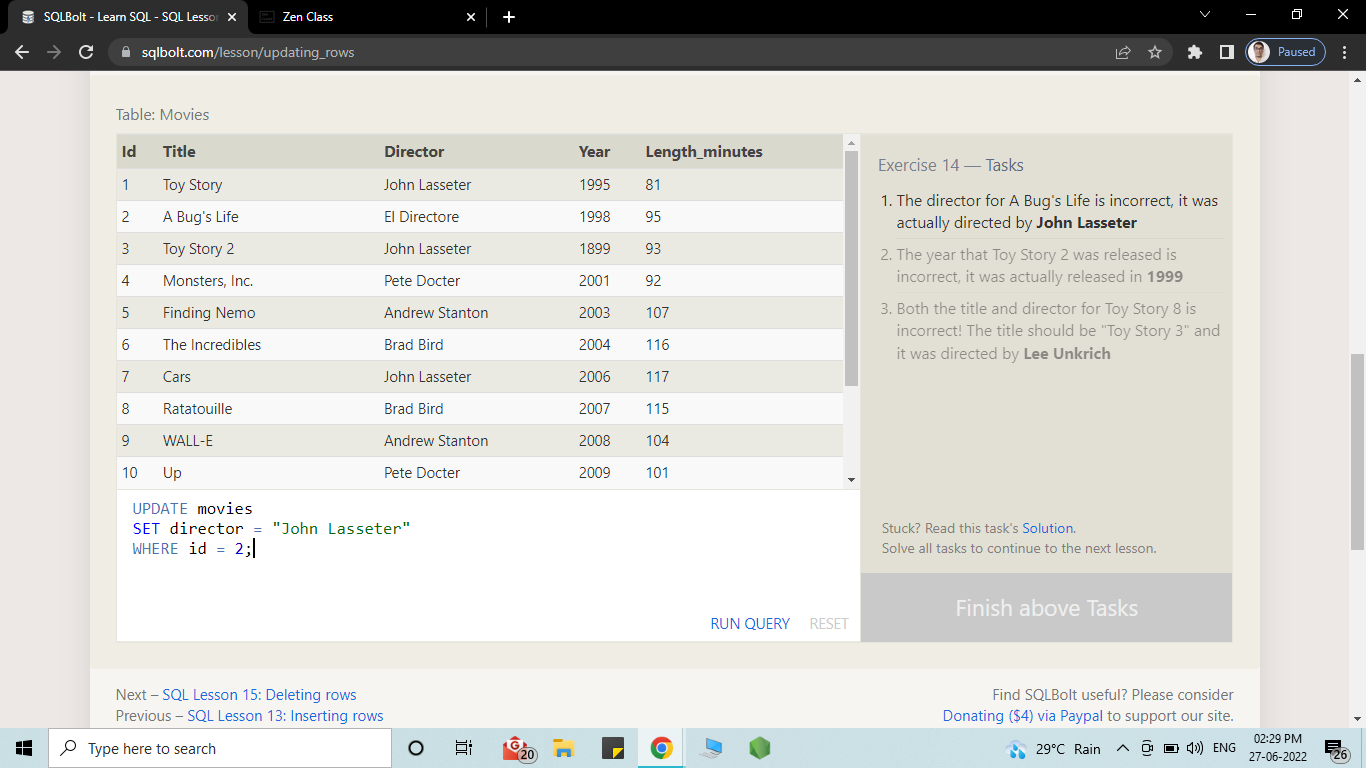 SQLBolt - Learn SQL - SQL Lesson
Zen Class
sqlbolt.com/lesson/updating_rows
Paused
Table: Movies
Id Title Director Year Length_minutes
1 Toy Story John Lasseter 1995 81
2 A Bug's Life El Directore 1998 95
3 Toy Story 2 John Lasseter 1899 93
4 Monsters, Inc. Pete Docter 2001 92
5 Finding Nemo Andrew Stanton 2003 107
6 The Incredibles Brad Bird 2004 116
7 Cars John Lasseter 2006 117
8 Ratatouille Brad Bird 2007 115
9 WALL-E Andrew Stanton 2008 104
10 Up Pete Docter 2009 101
UPDATE movies
SET director = "John Lasseter"
WHERE id = 2;
RUN QUERY RESET
Exercise 14 — Tasks
1. The director for A Bug's Life is incorrect, it was
actually directed by John Lasseter
2. The year that Toy Story 2 was released is
incorrect, it was actually released in 1999
3. Both the title and director for Toy Story 8 is
incorrect! The title should be "Toy Story 3" and
it was directed by Lee Unkrich
Stuck? Read this task's Solution.
Solve all tasks to continue to the next lesson.
Finish above Tasks
Next – SQL Lesson 15: Deleting rows
Previous – SQL Lesson 13: Inserting rows
Find SQLBolt useful? Please consider
Donating ($4) via Paypal to support our site.
Type here to search
G
20
29°C Rain
ENG
02:29 PM
27-06-2022
26